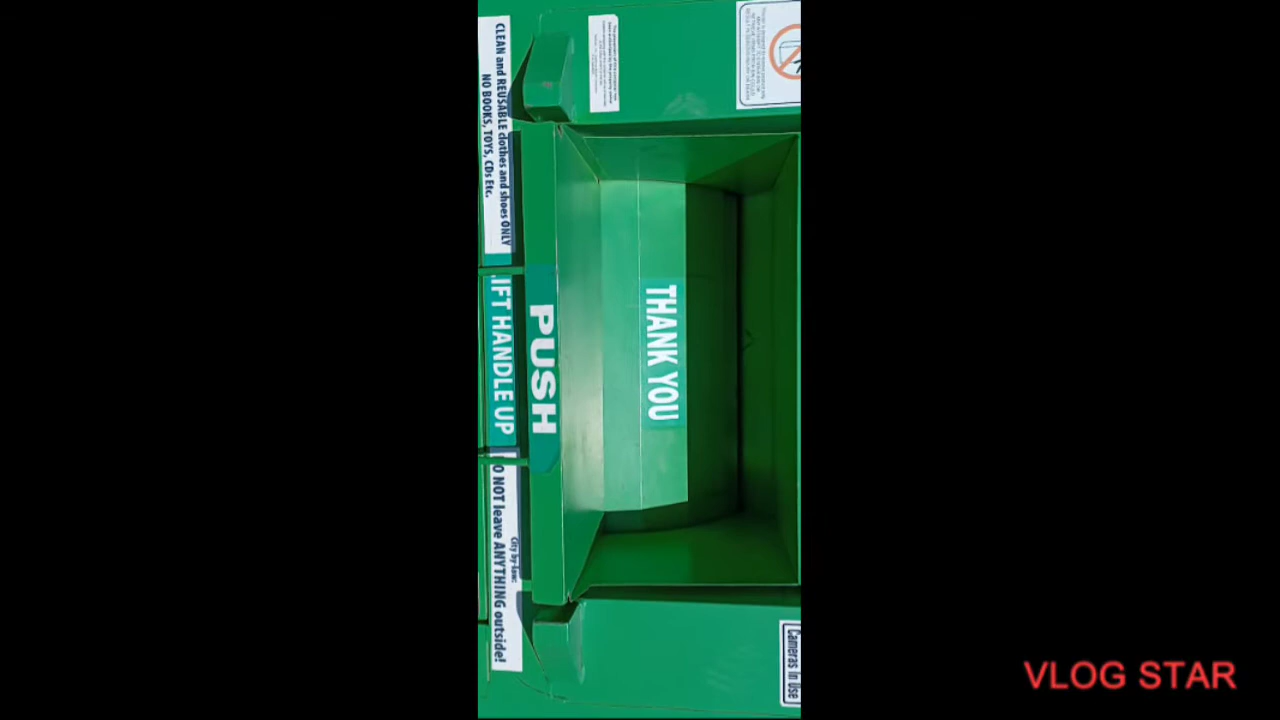 Cameras in Use
THANK YOU
PUSH
CLEAN and REUSABLE clothes and shoes ONLY
NO BOOKS, TOYS, CDs Etc.
IFT HANDLE UP
City by-law:
O NOT leave ANYTHING outside!
VLOG STAR